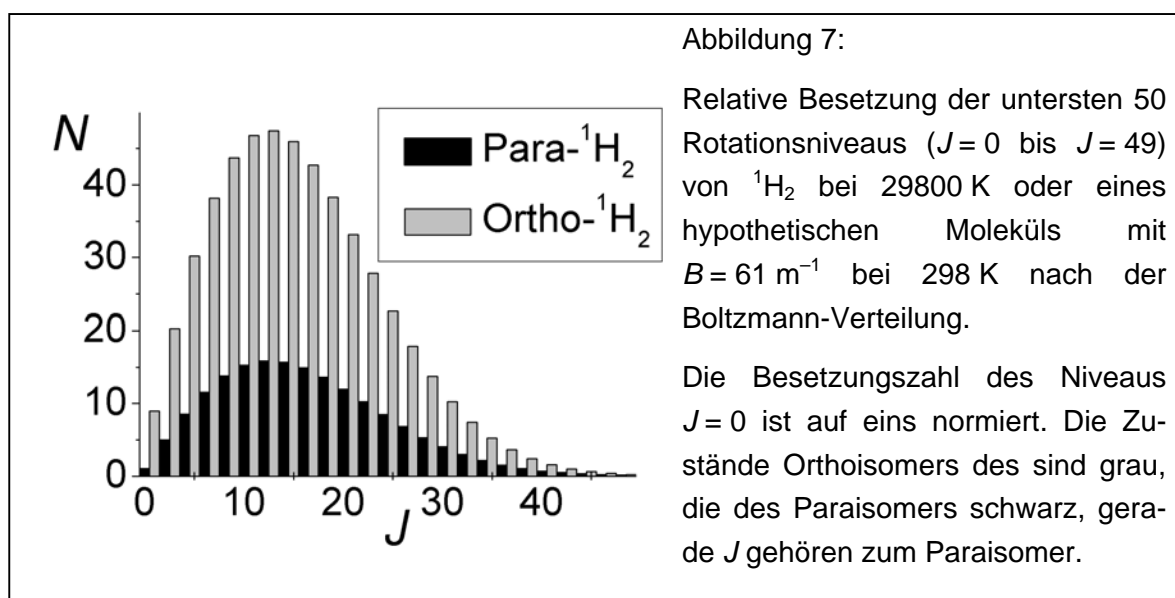 N
40
30
20
10
0
0
10
20
30
40
J
Para-¹H₂
Ortho-¹H₂
Abbildung 7:
Relative Besetzung der untersten 50
Rotationsniveaus (J = 0 bis J = 49)
von ¹H₂ bei 29800 K oder eines
hypothetischen Moleküls mit
B = 61 m⁻¹ bei 298 K nach der
Boltzmann-Verteilung.
Die Besetzungszahl des Niveaus
J = 0 ist auf eins normiert. Die Zu-
stände Orthoisomers des sind grau,
die des Paraisomers schwarz, gera-
de J gehören zum Paraisomer.